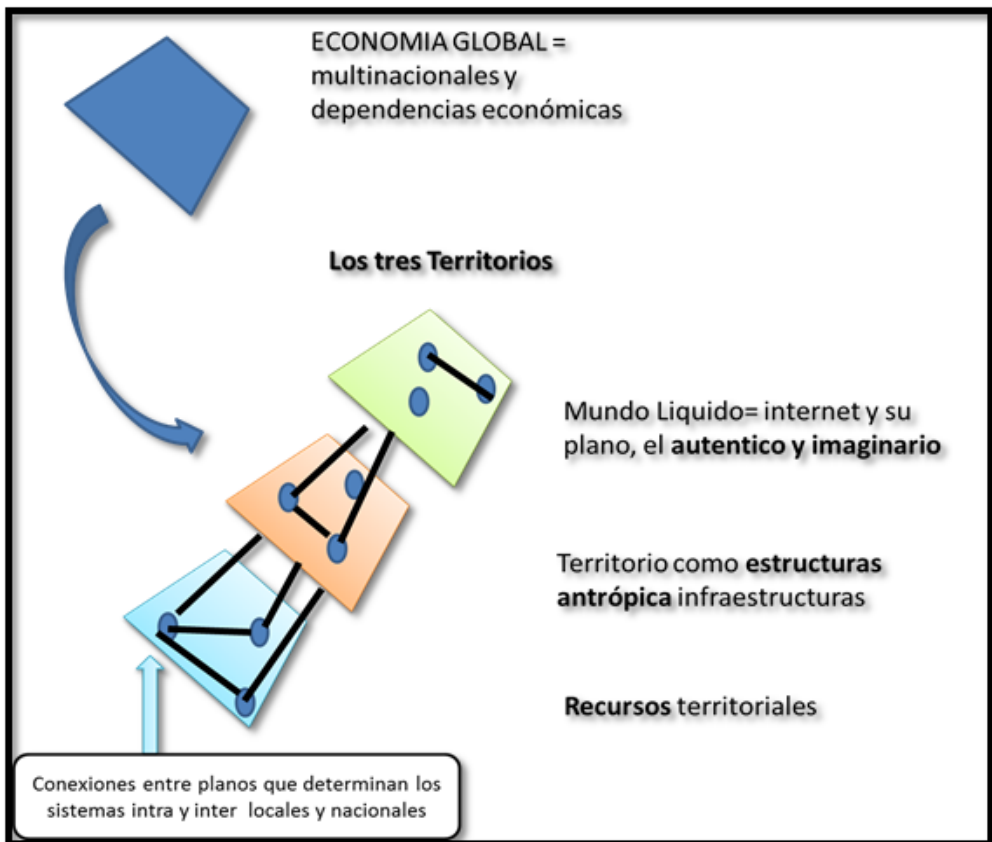 ECONOMIA GLOBAL =
multinacionales y
dependencias económicas
Los tres Territorios
Mundo Liquido= internet y su
plano, el autentico y imaginario
Territorio como estructuras
antrópica infraestructuras
Recursos territoriales
Conexiones entre planos que determinan los
sistemas intra y inter locales y nacionales